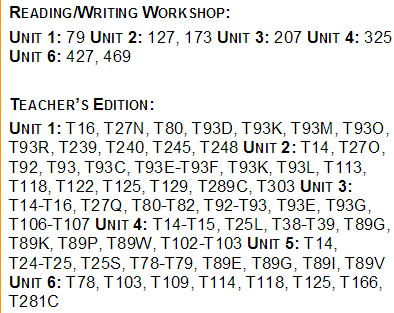 READING/WRITING WORKSHOP:
UNIT 1: 79 UNIT 2: 127, 173 UNIT 3: 207 UNIT 4: 325
UNIT 6: 427, 469
TEACHER'S EDITION:
UNIT 1: T16, T27N, T80, T93D, T93K, T93M, T93O,
T93R, T239, T240, T245, T248 UNIT 2: T14, T27O,
T92, T93, T93C, T93E-T93F, T93K, T93L, T113,
T118, T122, T125, T129, T289C, T303 UNIT 3:
T14-T16, T27Q, T80-T82, T92-T93, T93E, T93G,
T106-T107 UNIT 4: T14-T15, T25L, T38-T39, T89G,
T89K, T89P, T89W, T102-T103 UNIT 5: T14,
T24-T25, T25S, T78-T79, T89E, T89G, T89I, T89V
UNIT 6: T78, T103, T109, T114, T118, T125, T166,
T281C